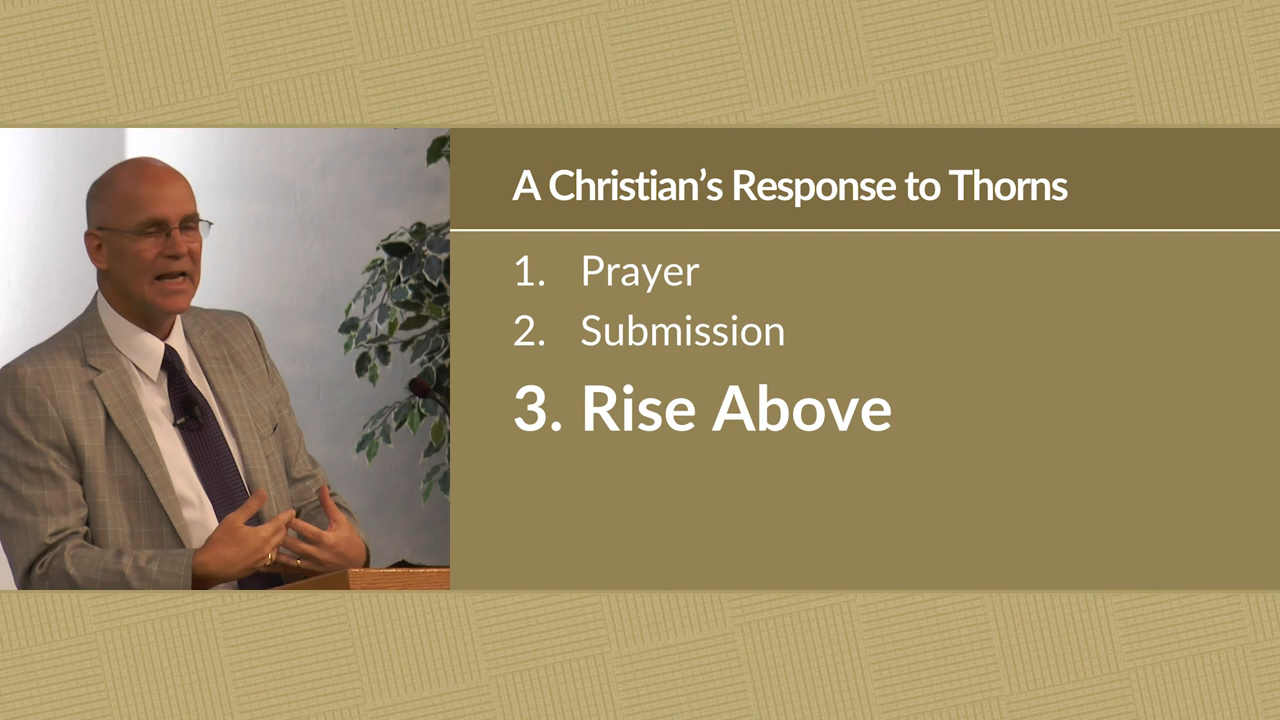 A Christian’s Response to Thorns
1. Prayer
2. Submission
3. Rise Above